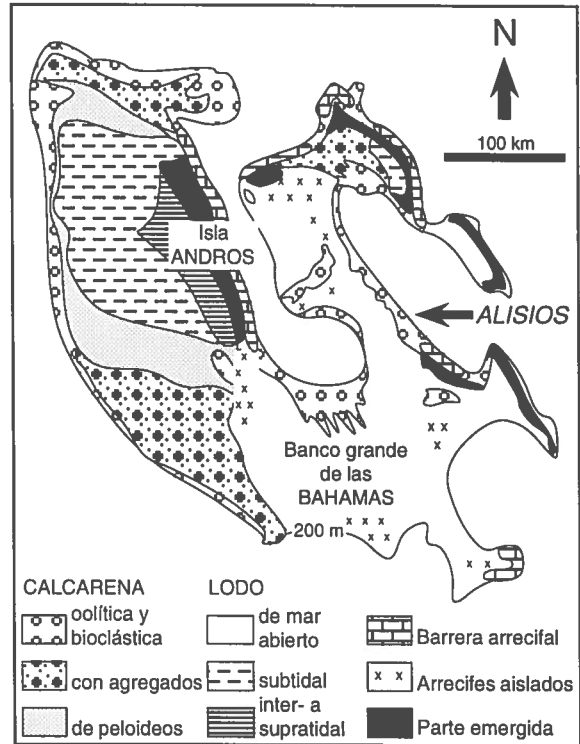 N
100 km
Isla
ANDROS
ALISIOS
Banco grande
de las
BAHAMAS
200 m
CALCARENA
oolítica y
bioclástica
con agregados
de peloideos
LODO
de mar
abierto
subtidal
inter- a
supratidal
Barrera arrecifal
Arrecifes aislados
Parte emergida